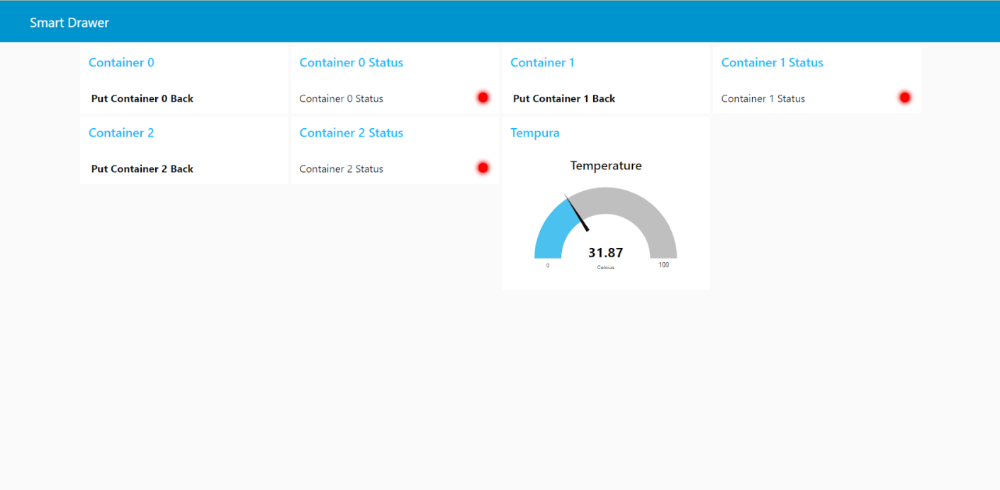 Smart Drawer
Container 0
Put Container 0 Back
Container 0 Status
Container 0 Status
Container 1
Put Container 1 Back
Container 1 Status
Container 1 Status
Container 2
Put Container 2 Back
Container 2 Status
Container 2 Status
Tempura
Temperature
31.87
Celcius
0
100